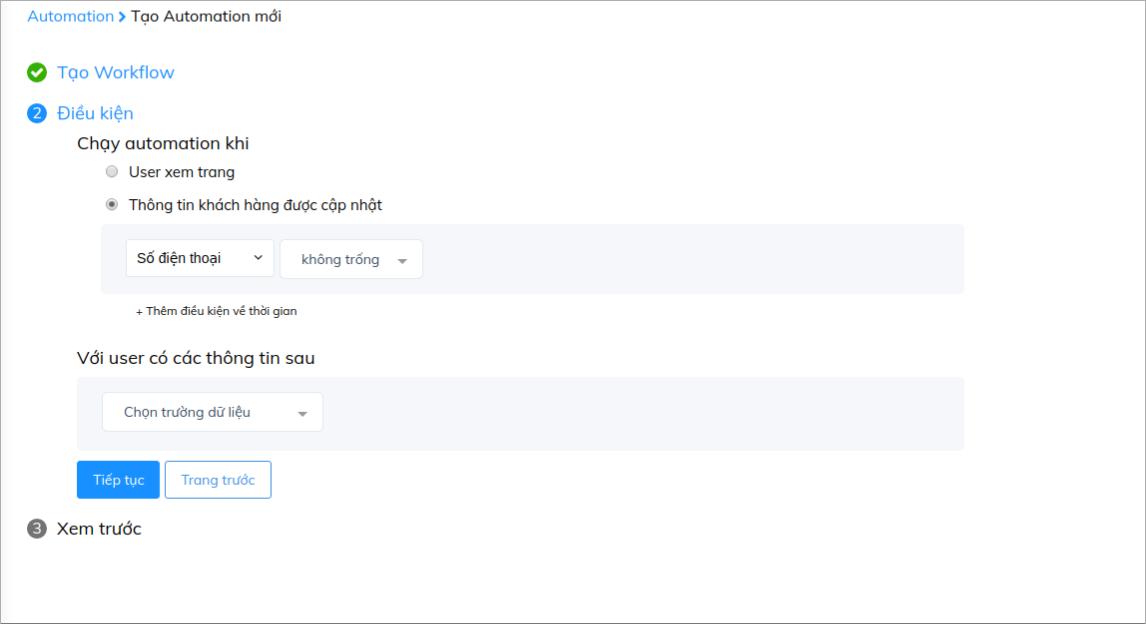 Automation > Tạo Automation mới
Tạo Workflow
2 Điều kiện
Chạy automation khi
User xem trang
Thông tin khách hàng được cập nhật
Số điện thoại không trống
+ Thêm điều kiện về thời gian
Với user có các thông tin sau
Chọn trường dữ liệu
Tiếp tục Trang trước
3 Xem trước